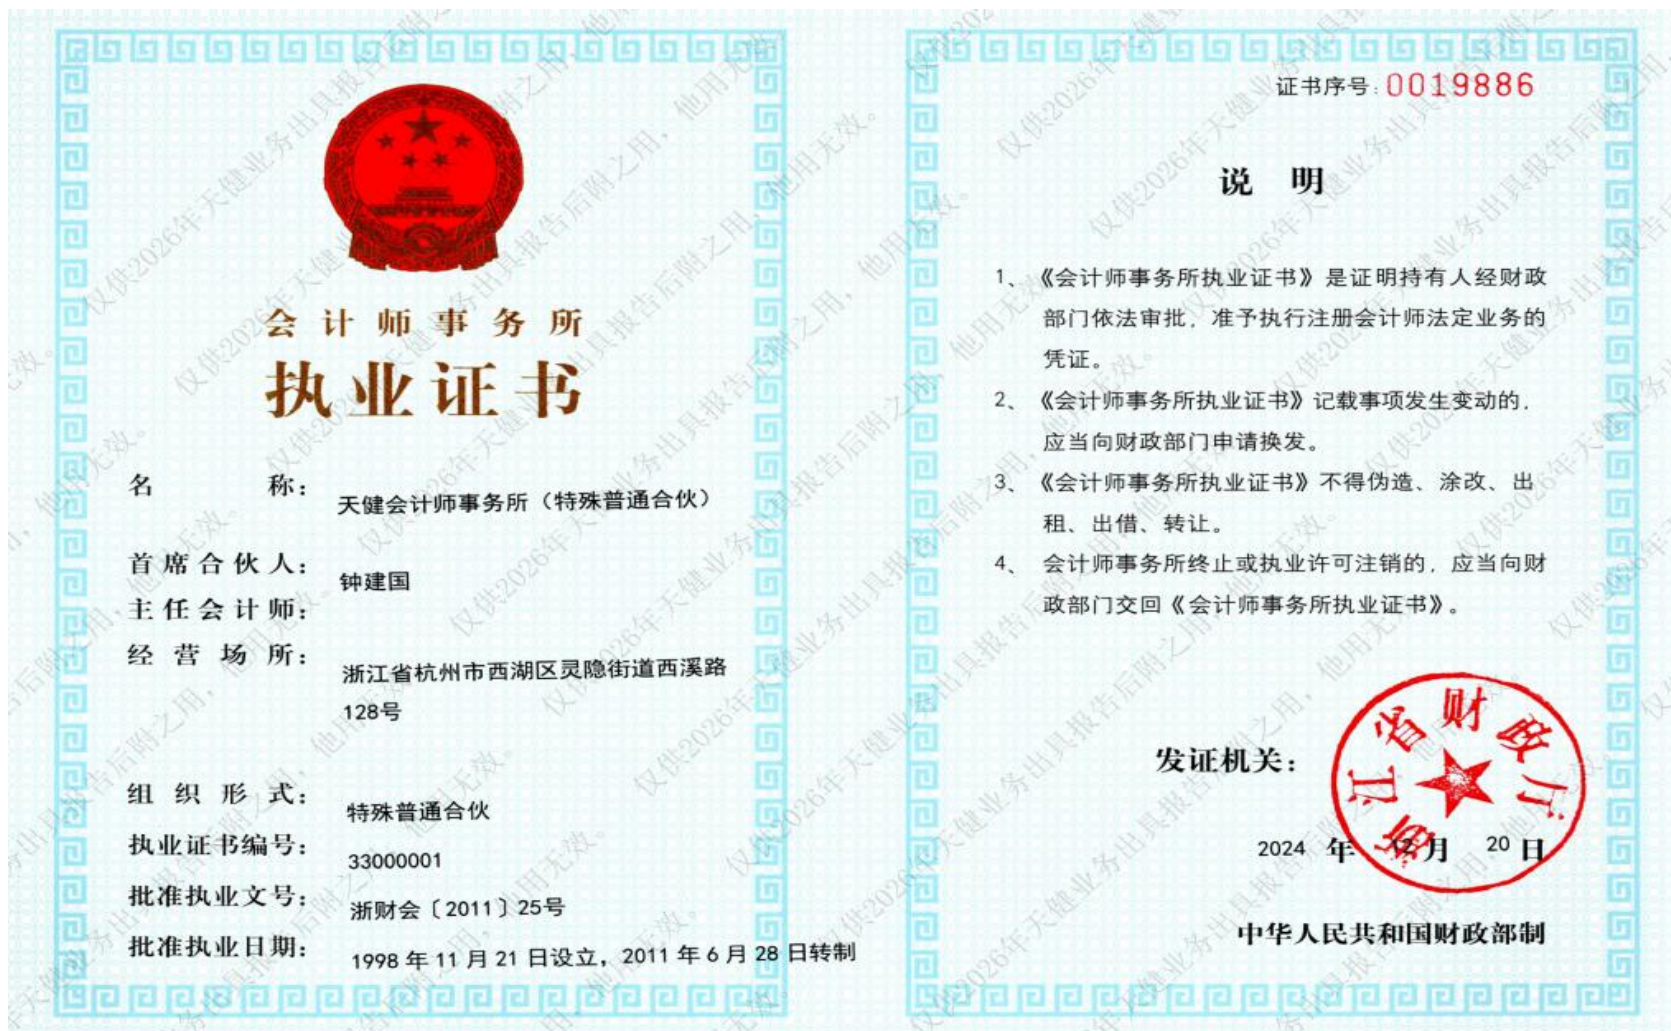 会计师事务所
执业证书
名称：
天健会计师事务所（特殊普通合伙）
首席合伙人：
钟建国
主任会计师：
经营场所：
浙江省杭州市西湖区灵隐街道西溪路
128号
组织形式：
特殊普通合伙
执业证书编号：
33000001
批准执业文号：
浙财会〔2011〕25号
批准执业日期：
1998年11月21日设立，2011年6月28日转制
证书序号：0019886
说明
1、《会计师事务所执业证书》是证明持有人经财政
部门依法审批，准予执行注册会计师法定业务的
凭证。
2、《会计师事务所执业证书》记载事项发生变动的，
应当向财政部门申请换发。
3、《会计师事务所执业证书》不得伪造、涂改、出
租、出借、转让。
4、会计师事务所终止或执业许可注销的，应当向财
政部门交回《会计师事务所执业证书》。
发证机关：
浙江省财政厅
2024年12月20日
中华人民共和国财政部制
仅供2026年天健业务出具报告后附之用，他用无效。